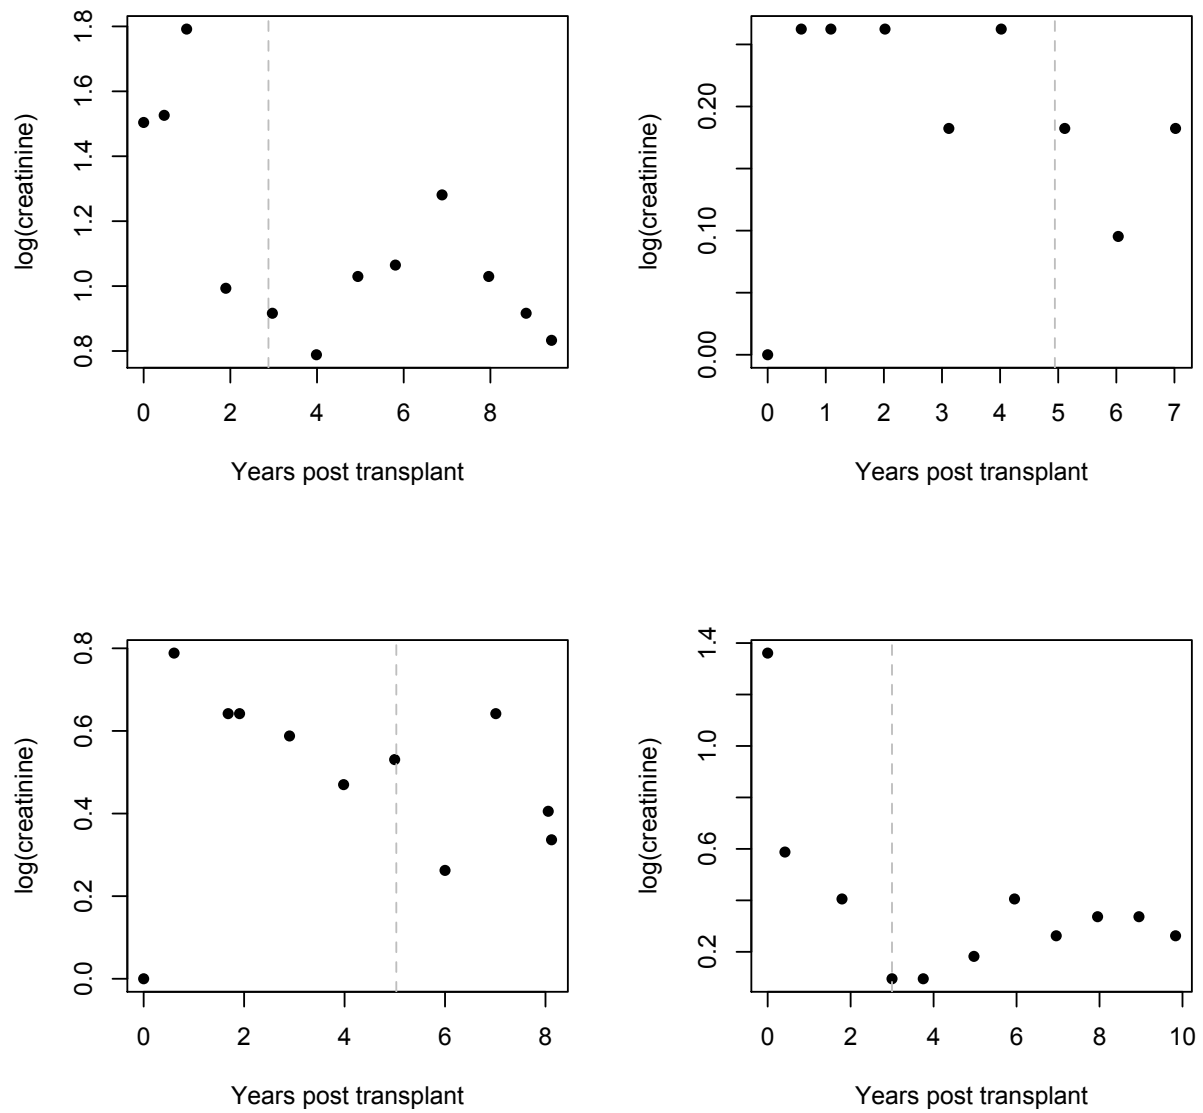 1.8
1.6
1.4
1.2
1.0
0.8
log(creatinine)
0 2 4 6 8
Years post transplant
0.20
0.10
0.00
log(creatinine)
0 1 2 3 4 5 6 7
Years post transplant
0.8
0.6
0.4
0.2
0.0
log(creatinine)
0 2 4 6 8
Years post transplant
1.4
1.0
0.6
0.2
log(creatinine)
0 2 4 6 8 10
Years post transplant